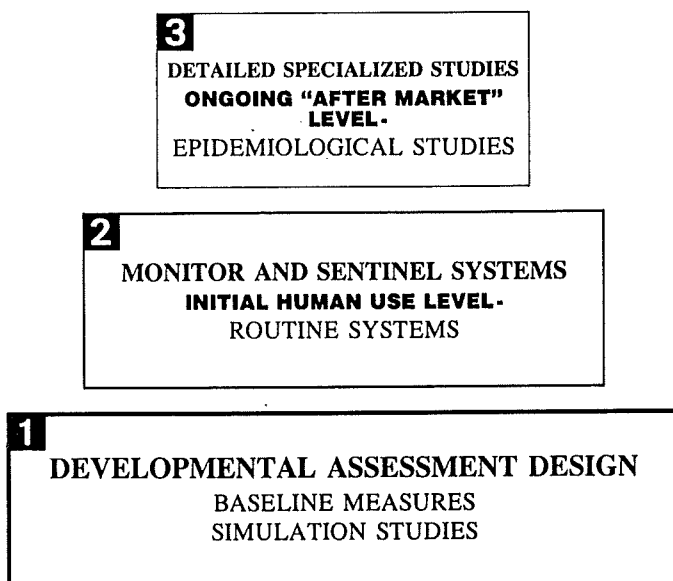 3
DETAILED SPECIALIZED STUDIES
ONGOING "AFTER MARKET"
LEVEL-
EPIDEMIOLOGICAL STUDIES
2
MONITOR AND SENTINEL SYSTEMS
INITIAL HUMAN USE LEVEL-
ROUTINE SYSTEMS
1
DEVELOPMENTAL ASSESSMENT DESIGN
BASELINE MEASURES
SIMULATION STUDIES